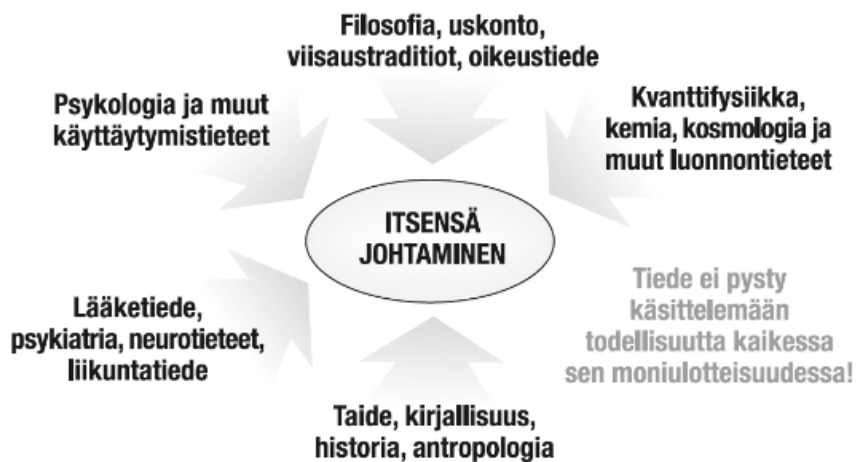 Filosofia, uskonto,
viisaustraditiot, oikeustiede
Psykologia ja muut
käyttäytymistieteet
Kvanttifysiikka,
kemia, kosmologia ja
muut luonnontieteet
ITSENSÄ
JOHTAMINEN
Lääketiede,
psykiatria, neurotieteet,
liikuntatiede
Tiede ei pysty
käsittelemään
todellisuutta kaikessa
sen moniulotteisuudessa!
Taide, kirjallisuus,
historia, antropologia